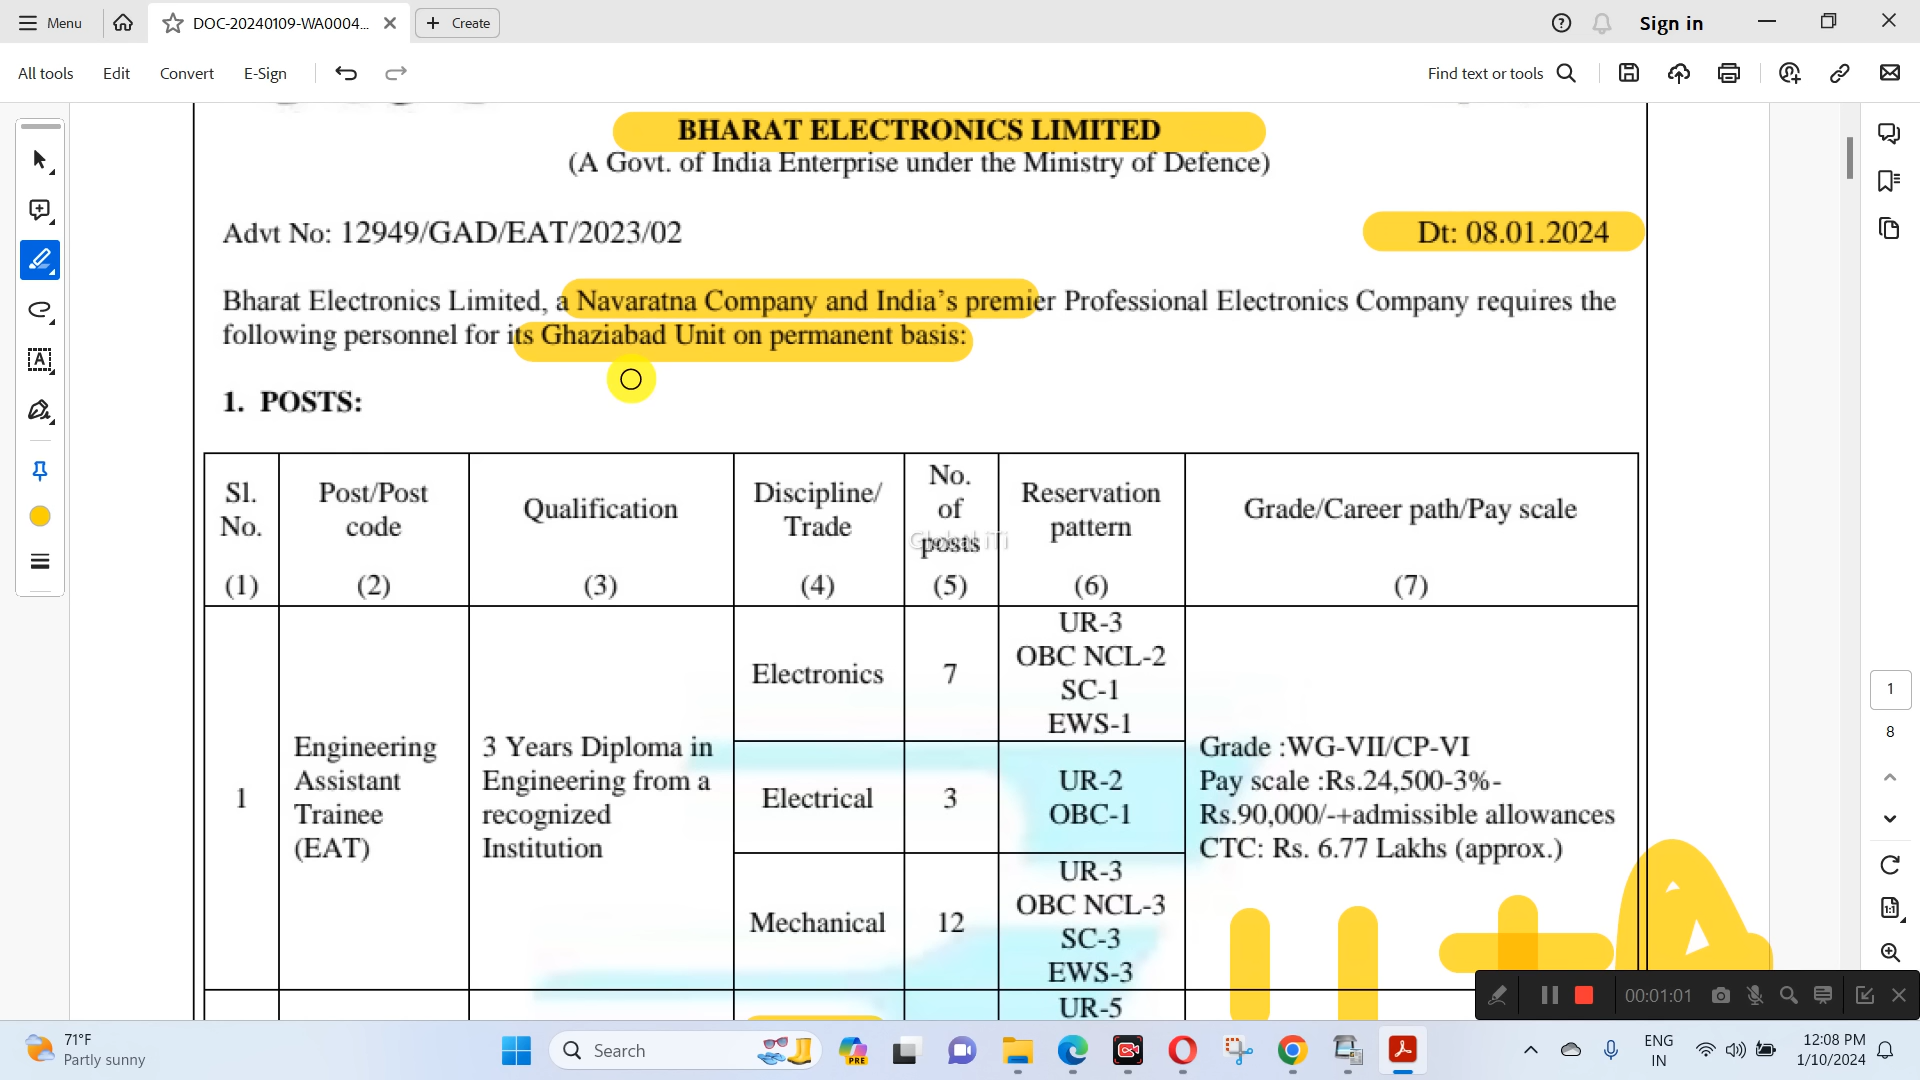 Menu
DOC-20240109-WA0004...
Create
Sign in
All tools
Edit
Convert
E-Sign
Find text or tools
BHARAT ELECTRONICS LIMITED
(A Govt. of India Enterprise under the Ministry of Defence)
Advt No: 12949/GAD/EAT/2023/02
Dt: 08.01.2024
Bharat Electronics Limited, a Navaratna Company and India's premier Professional Electronics Company requires the
following personnel for its Ghaziabad Unit on permanent basis:
1. POSTS:
Sl.
No.
(1)
Post/Post
code
(2)
Qualification
(3)
Discipline/
Trade
(4)
No.
of
posts
(5)
Reservation
pattern
(6)
Grade/Career path/Pay scale
(7)
Global iTi
1
Engineering
Assistant
Trainee
(EAT)
3 Years Diploma in
Engineering from a
recognized
Institution
Electronics
7
UR-3
OBC NCL-2
SC-1
EWS-1
Electrical
3
UR-2
OBC-1
Mechanical
12
UR-3
OBC NCL-3
SC-3
EWS-3
Grade :WG-VII/CP-VI
Pay scale :Rs.24,500-3%-
Rs.90,000/-+admissible allowances
CTC: Rs. 6.77 Lakhs (approx.)
UR-5
1
8
00:01:01
71°F
Partly sunny
Search
PRE
ENG
IN
12:08 PM
1/10/2024